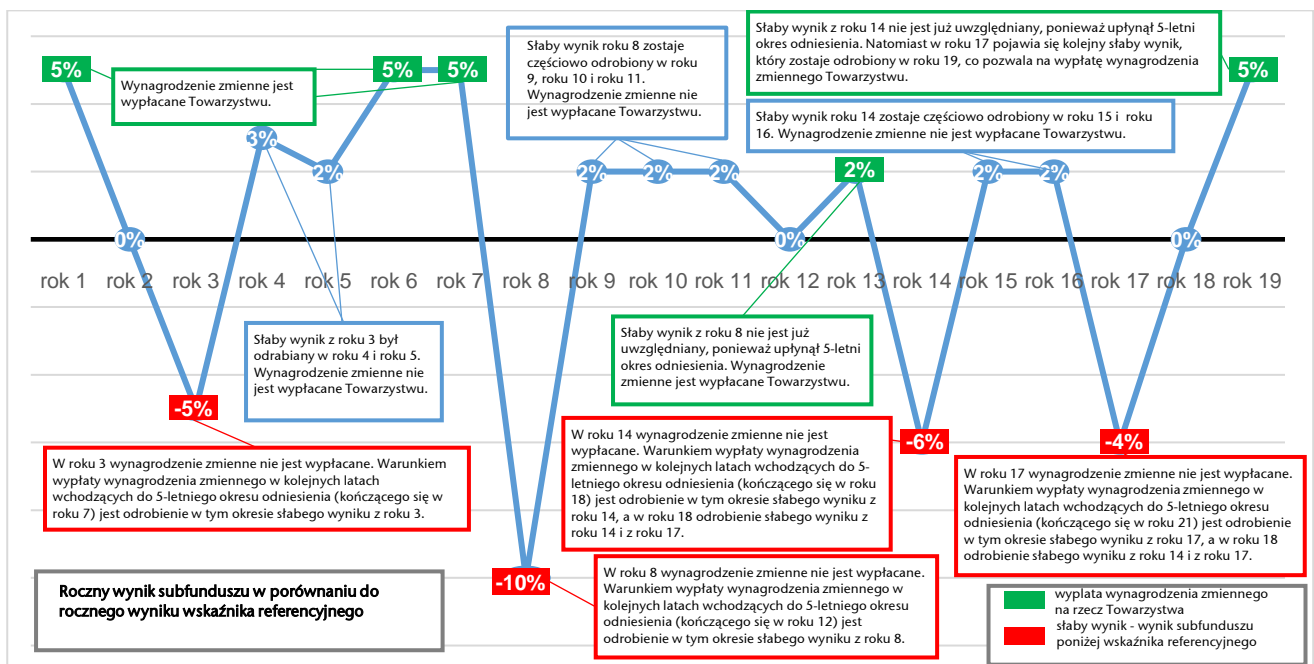 Słaby wynik z roku 14 nie jest już uwzględniany, ponieważ upłynął 5-letni
okres odniesienia. Natomiast w roku 17 pojawia się kolejny słaby wynik,
który zostaje odrobiony w roku 19, co pozwala na wypłatę wynagrodzenia
zmiennego Towarzystwu.
Słaby wynik roku 8 zostaje
częściowo odrobiony w roku
9, roku 10 i roku 11.
Wynagrodzenie zmienne nie
jest wypłacane Towarzystwu.
Wynagrodzenie zmienne jest
wypłacane Towarzystwu.
Słaby wynik roku 14 zostaje częściowo odrobiony w roku 15 i roku
16. Wynagrodzenie zmienne nie jest wypłacane Towarzystwu.
5%
0%
-5%
3%
2%
5%
5%
-10%
2%
2%
2%
0%
2%
-6%
2%
2%
-4%
0%
5%
rok 1 rok 2 rok 3 rok 4 rok 5 rok 6 rok 7 rok 8 rok 9 rok 10 rok 11 rok 12 rok 13 rok 14 rok 15 rok 16 rok 17 rok 18 rok 19
Słaby wynik z roku 3 był
odrabiany w roku 4 i roku 5.
Wynagrodzenie zmienne nie
jest wypłacane Towarzystwu.
Słaby wynik z roku 8 nie jest już
uwzględniany, ponieważ upłynął 5-letni
okres odniesienia. Wynagrodzenie
zmienne jest wypłacane Towarzystwu.
W roku 3 wynagrodzenie zmienne nie jest wypłacane. Warunkiem
wypłaty wynagrodzenia zmiennego w kolejnych latach
wchodzących do 5-letniego okresu odniesienia (kończącego się w
roku 7) jest odrobienie w tym okresie słabego wyniku z roku 3.
W roku 14 wynagrodzenie zmienne nie jest
wypłacane. Warunkiem wypłaty wynagrodzenia
zmiennego w kolejnych latach wchodzących do 5-
letniego okresu odniesienia (kończącego się w roku
18) jest odrobienie w tym okresie słabego wyniku z
roku 14, a w roku 18 odrobienie słabego wyniku z
roku 14 i z roku 17.
W roku 17 wynagrodzenie zmienne nie jest wypłacane.
Warunkiem wypłaty wynagrodzenia zmiennego w
kolejnych latach wchodzących do 5-letniego okresu
odniesienia (kończącego się w roku 21) jest odrobienie
w tym okresie słabego wyniku z roku 17, a w roku 18
odrobienie słabego wyniku z roku 14 i z roku 17.
W roku 8 wynagrodzenie zmienne nie jest wypłacane.
Warunkiem wypłaty wynagrodzenia zmiennego w
kolejnych latach wchodzących do 5-letniego okresu
odniesienia (kończącego się w roku 12) jest
odrobienie w tym okresie słabego wyniku z roku 8.
Roczny wynik subfunduszu w porównaniu do
rocznego wyniku wskaźnika referencyjnego
wyplata wynagrodzenia zmiennego
na rzecz Towarzystwa
słaby wynik - wynik subfunduszu
poniżej wskaźnika referencyjnego